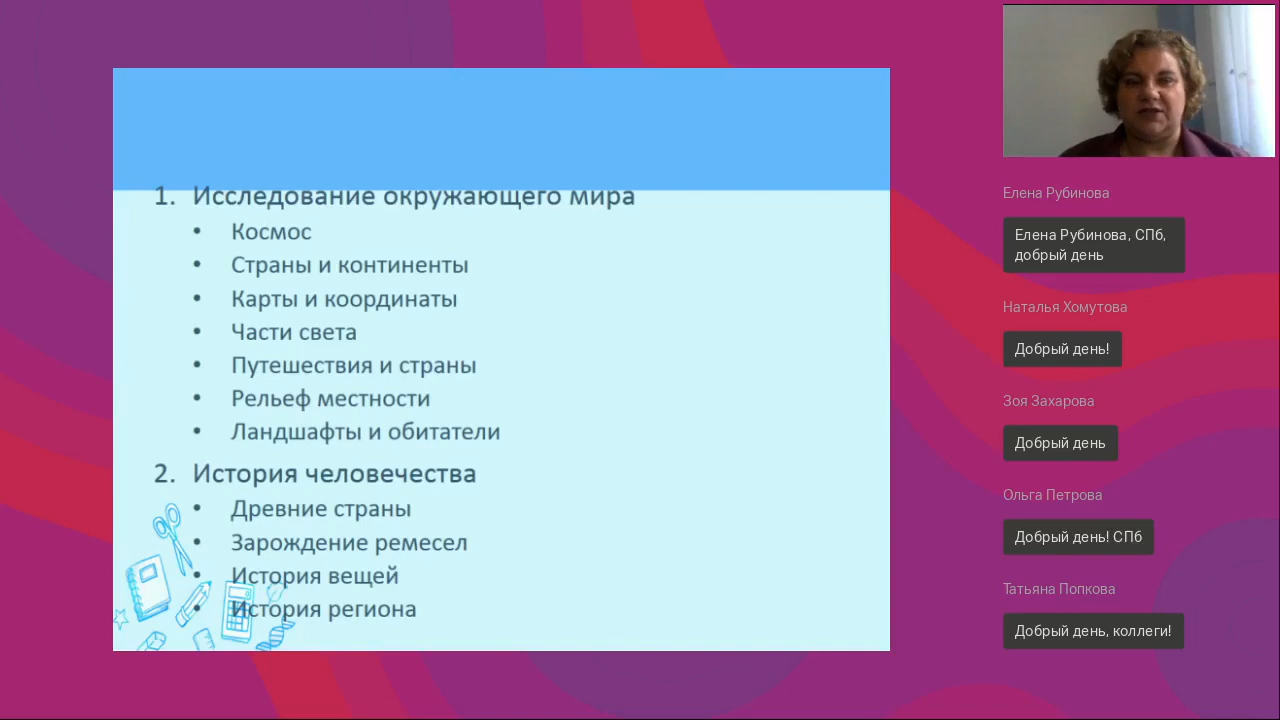 1. Исследование окружающего мира
• Космос
• Страны и континенты
• Карты и координаты
• Части света
• Путешествия и страны
• Рельеф местности
• Ландшафты и обитатели
2. История человечества
• Древние страны
• Зарождение ремесел
• История вещей
• История региона
Елена Рубинова
Елена Рубинова, СПб,
добрый день
Наталья Хомутова
Добрый день!
Зоя Захарова
Добрый день
Ольга Петрова
Добрый день! СПб
Татьяна Попкова
Добрый день, коллеги!